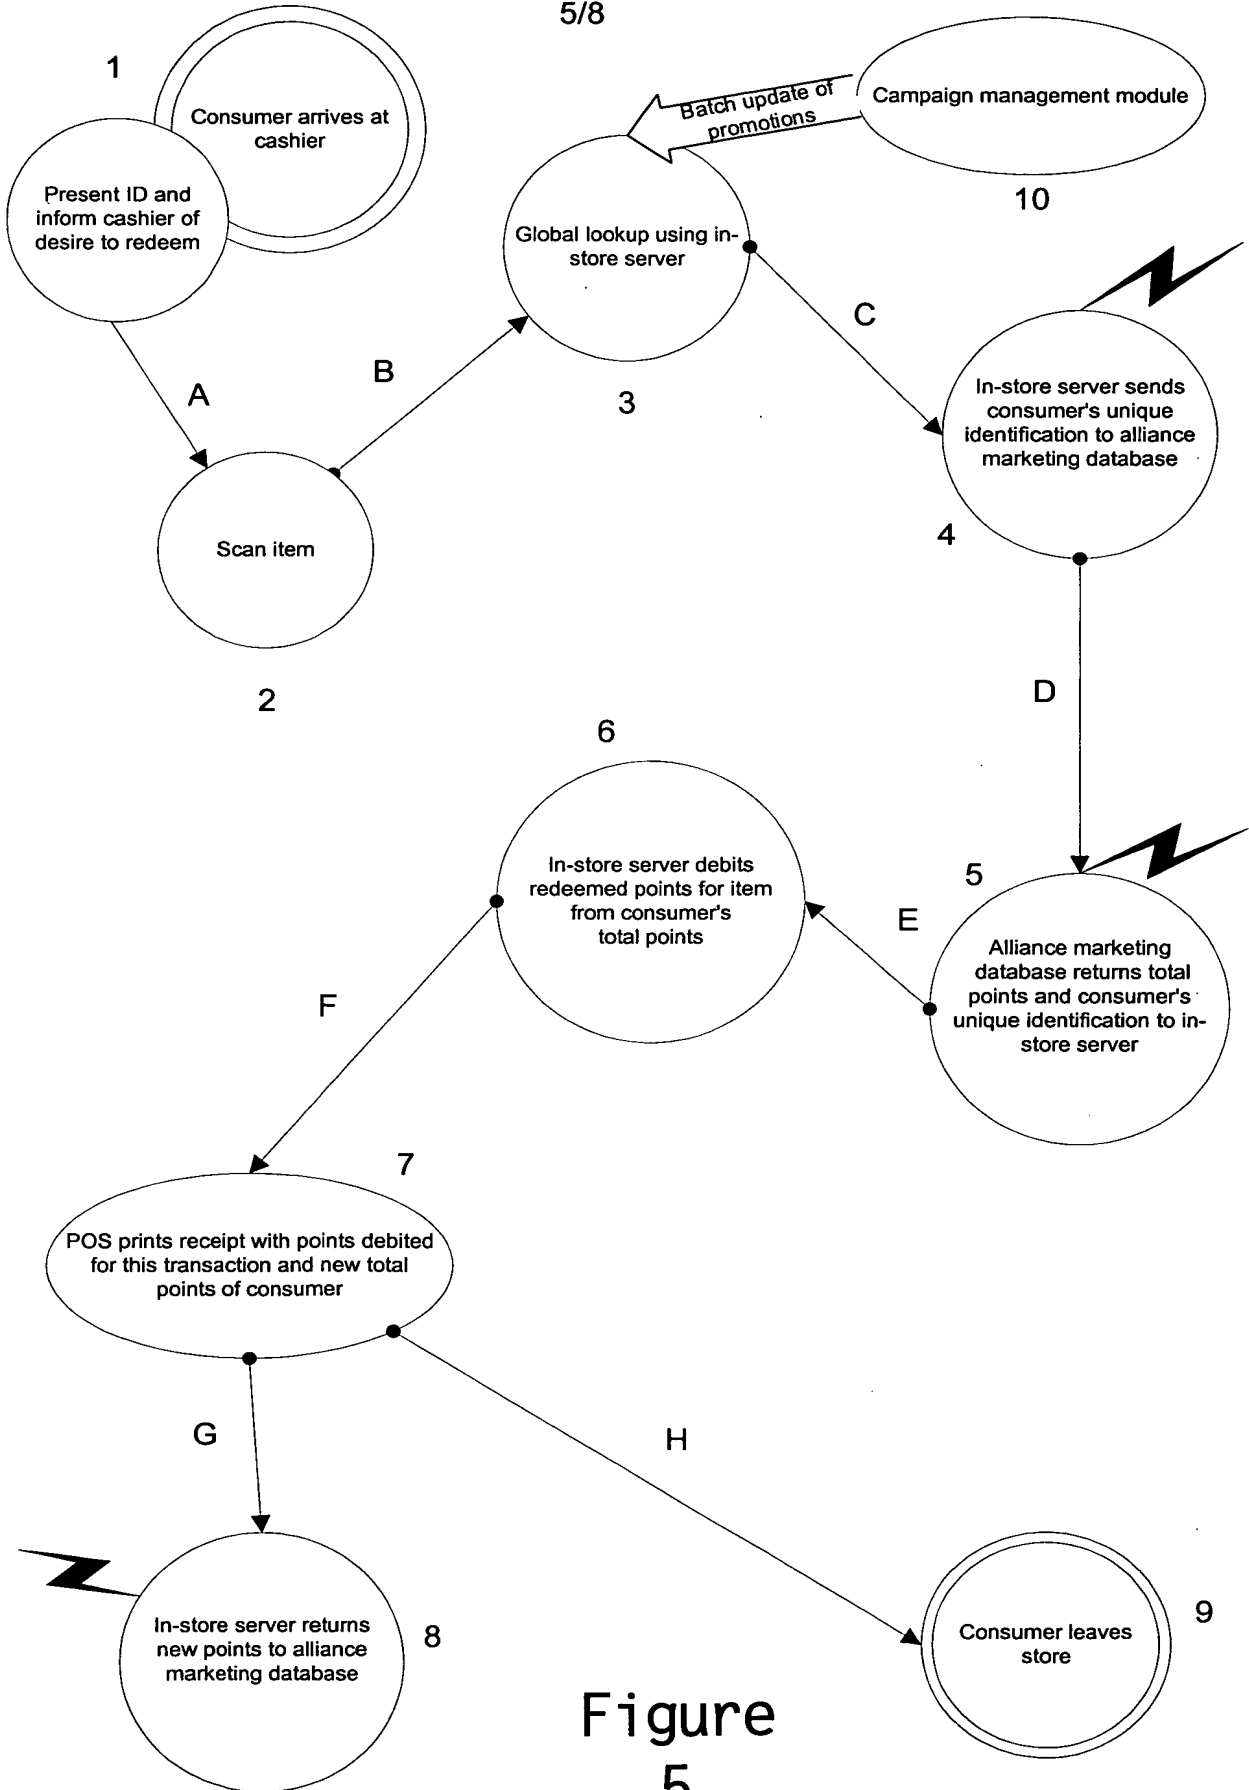 5/8
1
Consumer arrives at
cashier
Present ID and
inform cashier of
desire to redeem
Batch update of
promotions
Campaign management module
10
Global lookup using in-
store server
3
A
B
C
In-store server sends
consumer's unique
identification to alliance
marketing database
4
Scan item
2
D
6
In-store server debits
redeemed points for item
from consumer's
total points
5
E
Alliance marketing
database returns total
points and consumer's
unique identification to in-
store server
F
7
POS prints receipt with points debited
for this transaction and new total
points of consumer
G
H
In-store server returns
new points to alliance
marketing database
8
Consumer leaves
store
9
Figure
5